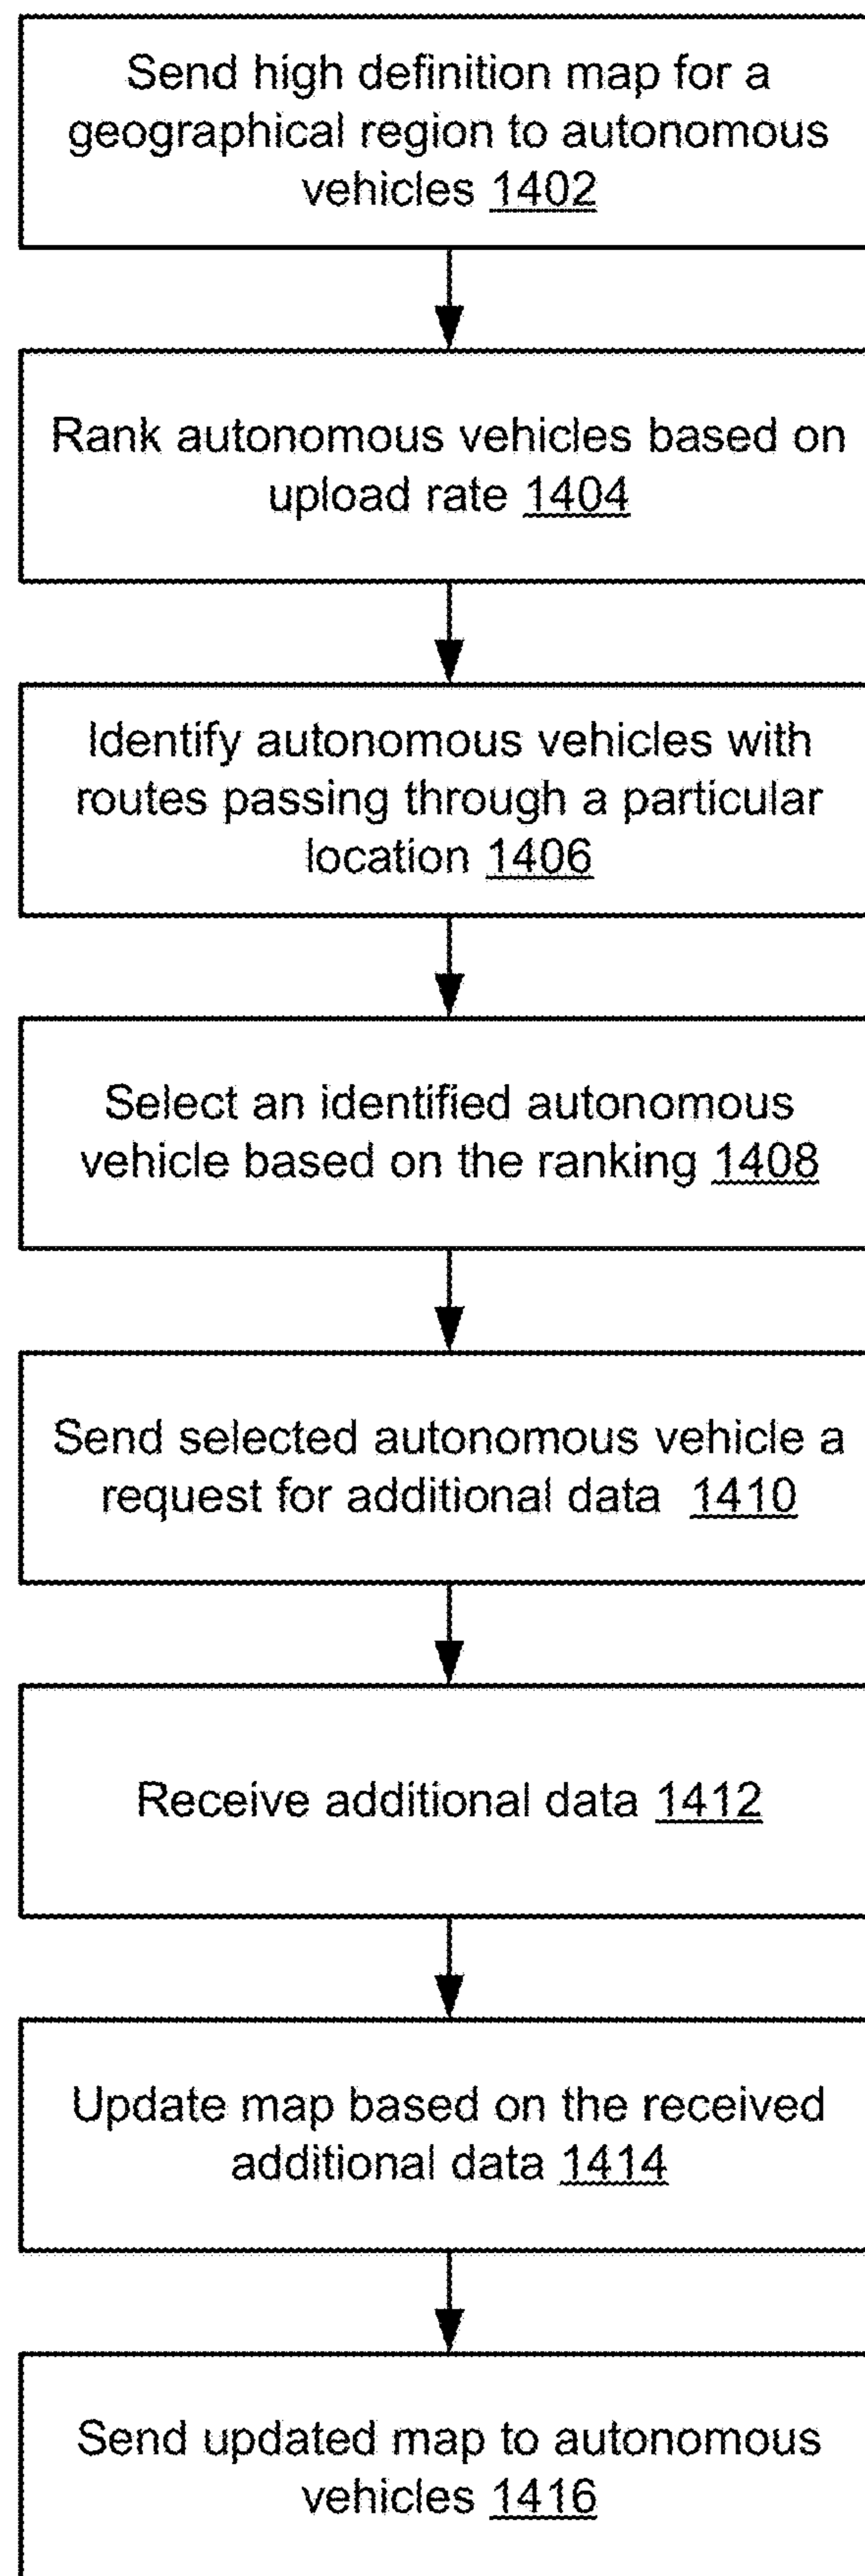 Send high definition map for a
geographical region to autonomous
vehicles 1402
Rank autonomous vehicles based on
upload rate 1404
Identify autonomous vehicles with
routes passing through a particular
location 1406
Select an identified autonomous
vehicle based on the ranking 1408
Send selected autonomous vehicle a
request for additional data 1410
Receive additional data 1412
Update map based on the received
additional data 1414
Send updated map to autonomous
vehicles 1416